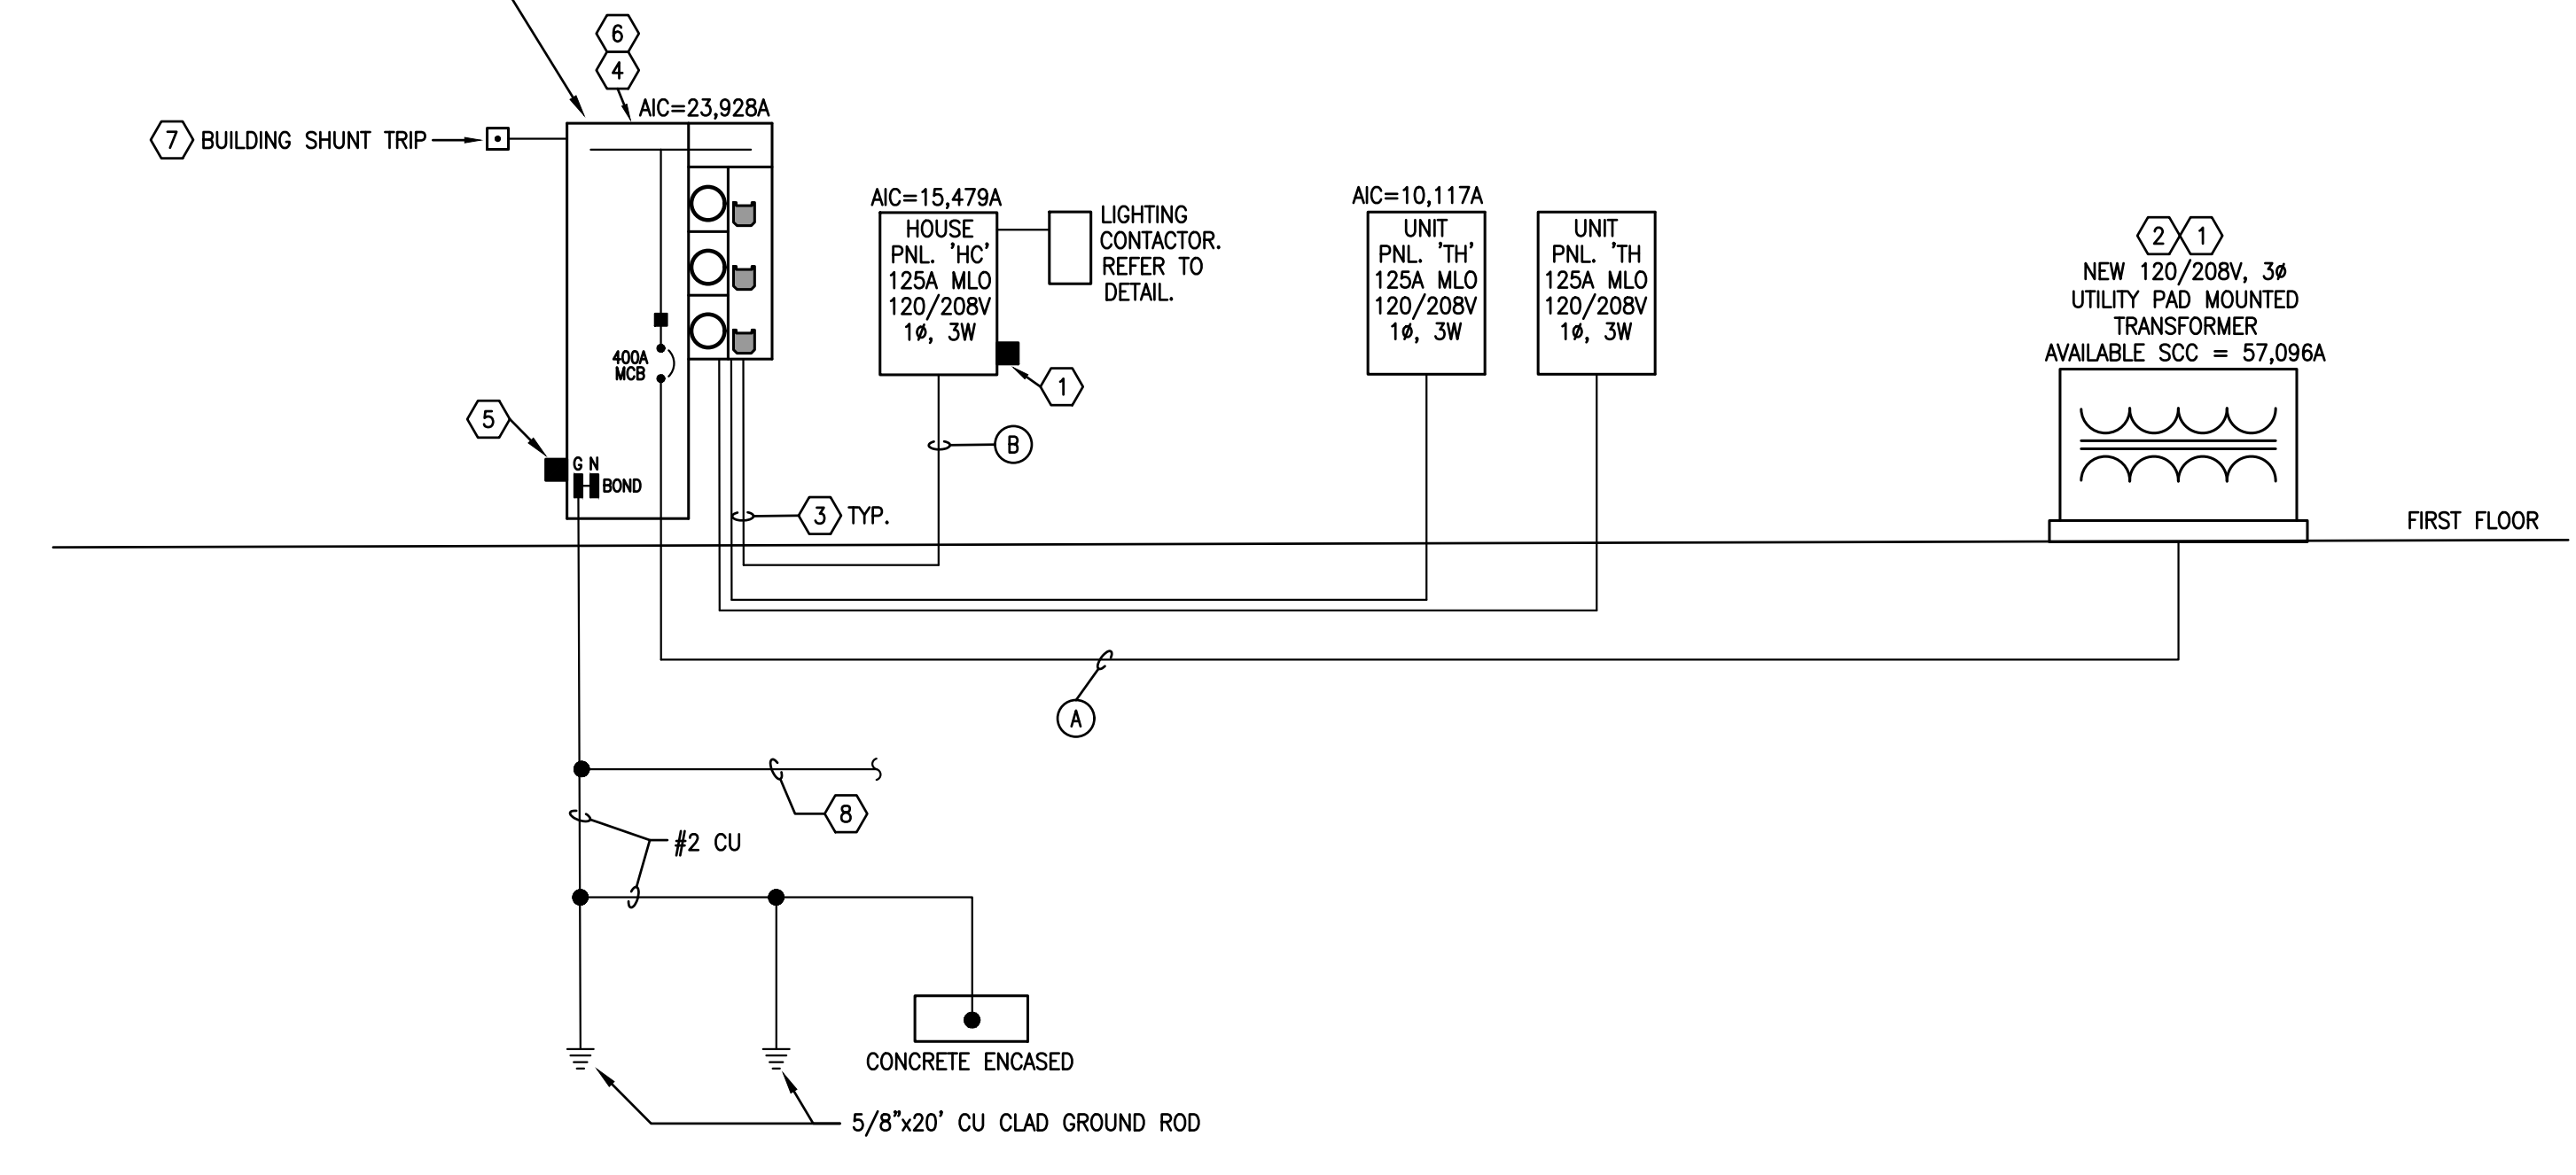 6
4
AIC=23,928A
7 BUILDING SHUNT TRIP
400A
MCB
5
G N
BOND
3 TYP.
AIC=15,479A
HOUSE
PNL. 'HC'
125A MLO
120/208V
1ø, 3W
LIGHTING
CONTACTOR.
REFER TO
DETAIL.
1
B
AIC=10,117A
UNIT
PNL. 'TH'
125A MLO
120/208V
1ø, 3W
UNIT
PNL. 'TH
125A MLO
120/208V
1ø, 3W
2 1
NEW 120/208V, 3ø
UTILITY PAD MOUNTED
TRANSFORMER
AVAILABLE SCC = 57,096A
FIRST FLOOR
A
8
#2 CU
CONCRETE ENCASED
5/8"x20' CU CLAD GROUND ROD